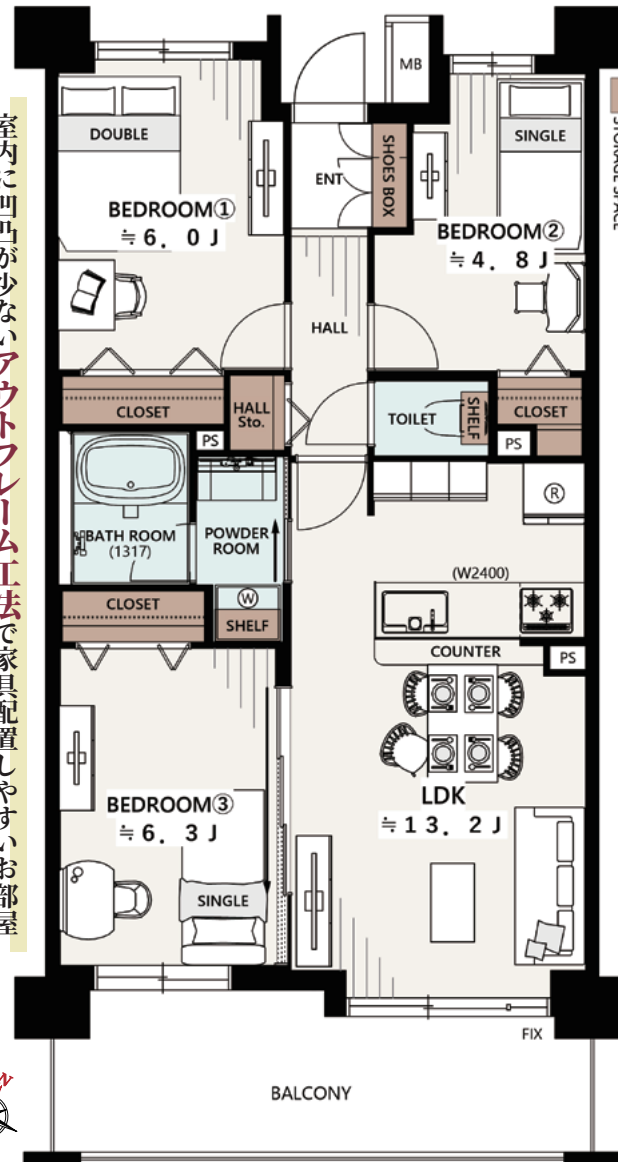 室内に凹凸が少ないアウトフレーム工法で家具配置しやすいお部屋
MB
DOUBLE
SINGLE
STORAGE SPACE
ENT
SHOES BOX
BEDROOM①
≒6.0J
BEDROOM②
≒4.8J
HALL
CLOSET
HALL
Sto.
TOILET
SHELF
CLOSET
PS
PS
R
BATH ROOM
(1317)
POWDER
ROOM
(W2400)
W
CLOSET
SHELF
COUNTER
PS
BEDROOM③
≒6.3J
LDK
≒13.2J
SINGLE
FIX
BALCONY
N